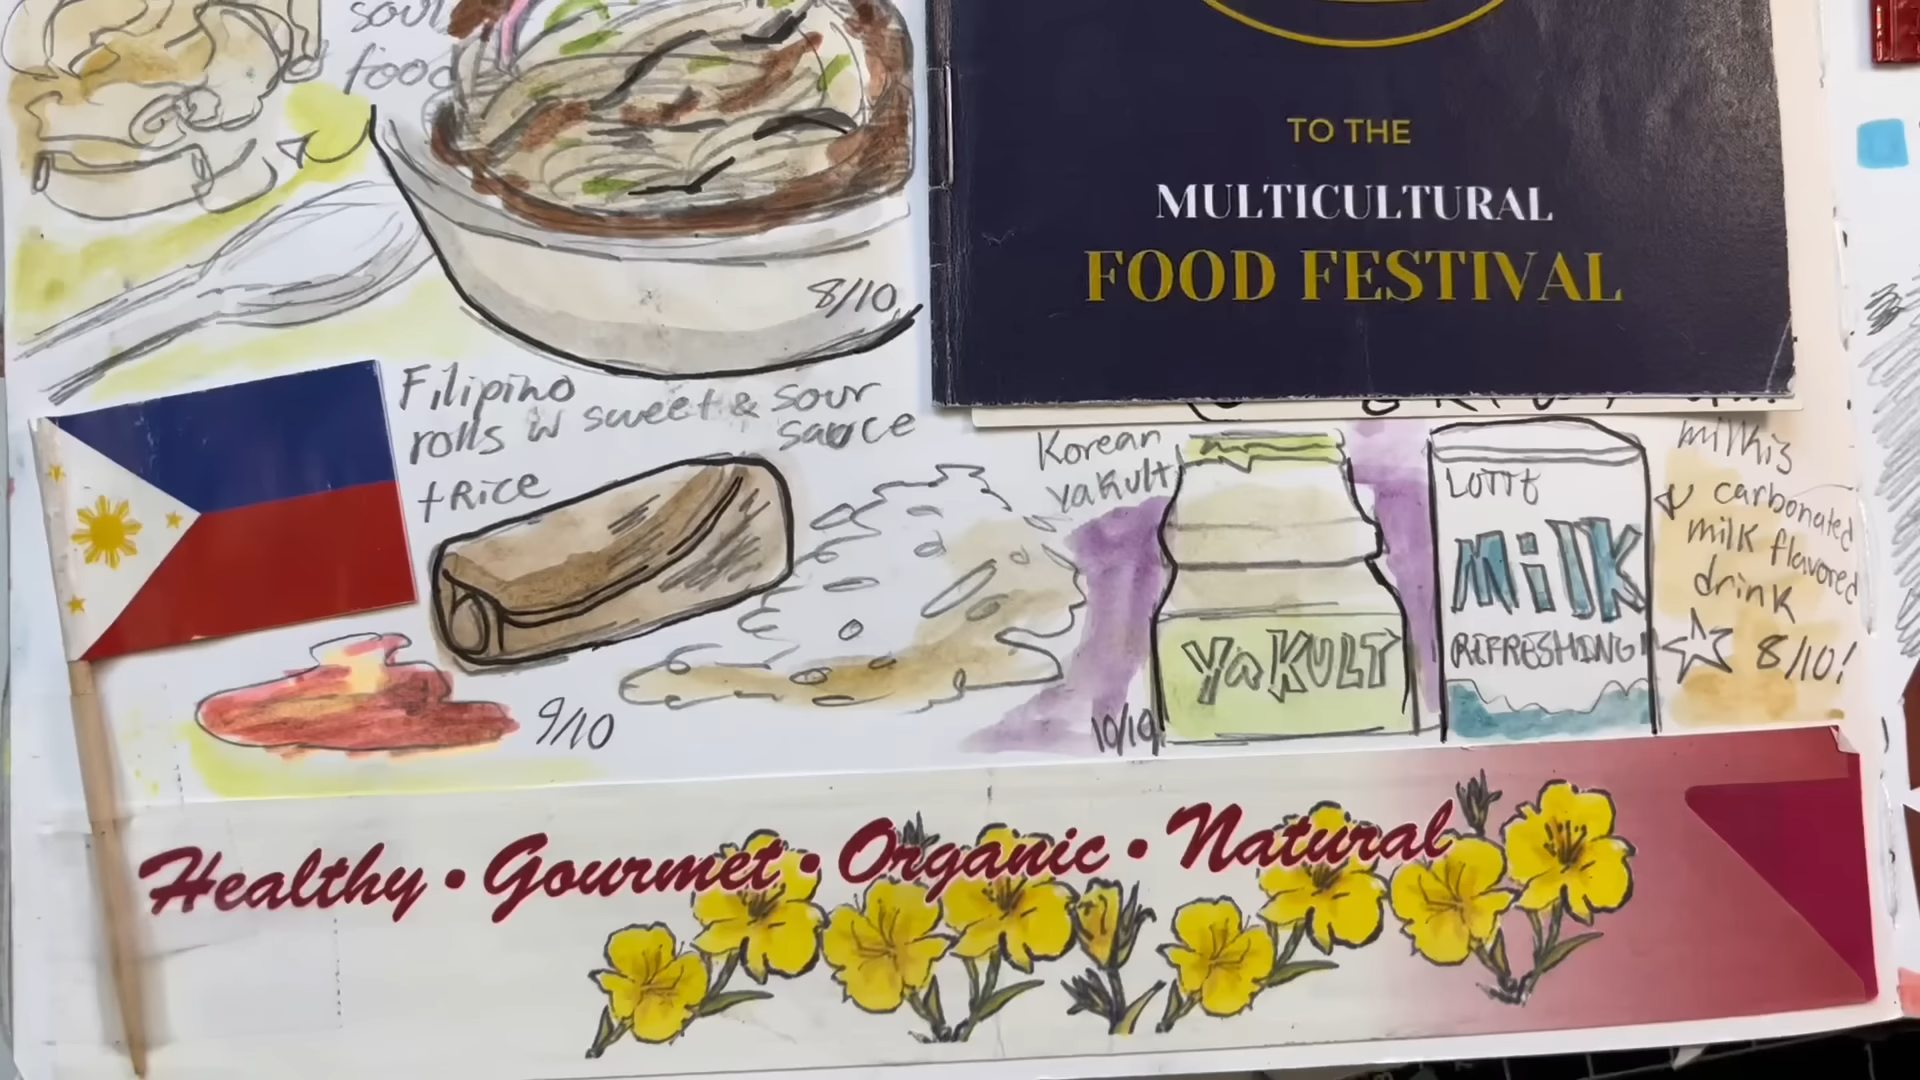 soul
food
8/10
TO THE
MULTICULTURAL
FOOD FESTIVAL
Filipino
rolls w sweet & sour
sauce
+ RICE
9/10
Korean
Yakult
YaKULT
10/10
LOTTE
MilK
REFRESHING
milkis
carbonated
milk flavored
drink
8/10!
Healthy • Gourmet • Organic • Natural